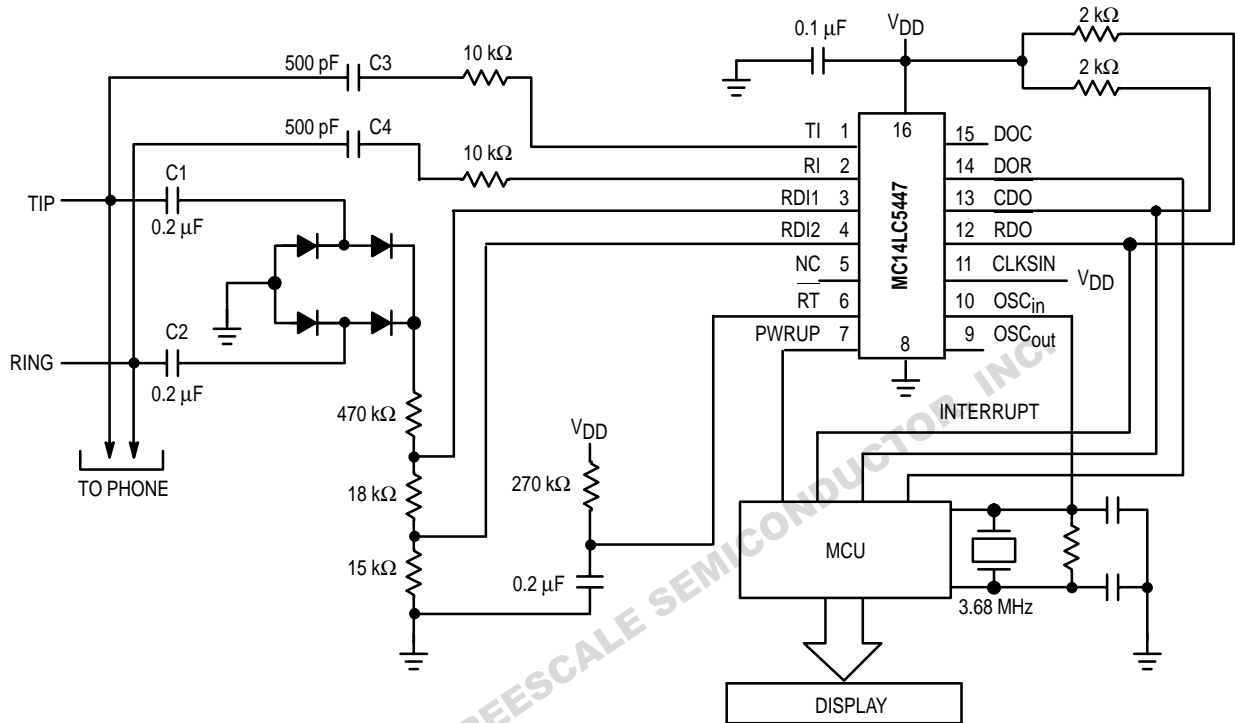 0.1 µF
VDD
2 kΩ
2 kΩ
500 pF C3
10 kΩ
500 pF C4
10 kΩ
TI 1
16
15 DOC
RI 2
14 DOR
RDI1 3
13 CDO
RDI2 4
12 RDO
NC 5
11 CLKSIN
VDD
RT 6
10 OSCin
PWRUP 7
8
9 OSCout
MC14LC5447
C1
TIP
0.2 µF
C2
RING
0.2 µF
TO PHONE
470 kΩ
18 kΩ
15 kΩ
VDD
270 kΩ
0.2 µF
INTERRUPT
MCU
3.68 MHz
DISPLAY
REESCALE SEMICONDUCTOR, INC.